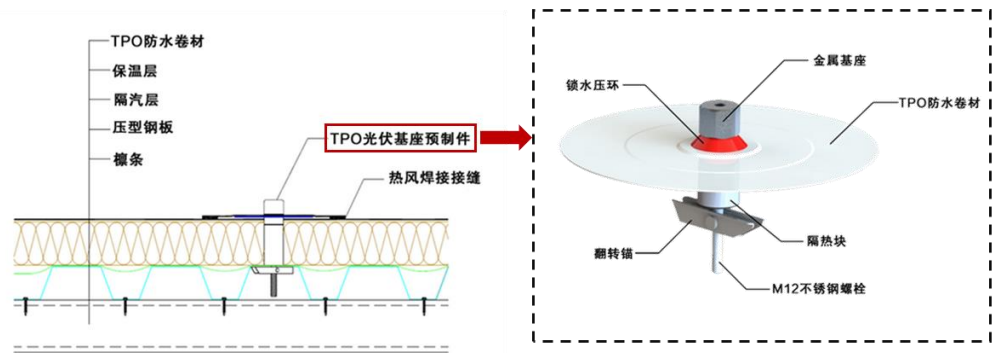 TPO防水卷材
保温层
隔汽层
压型钢板
檩条
TPO光伏基座预制件
热风焊接接缝
金属基座
锁水压环
TPO防水卷材
隔热块
翻转锚
M12不锈钢螺栓